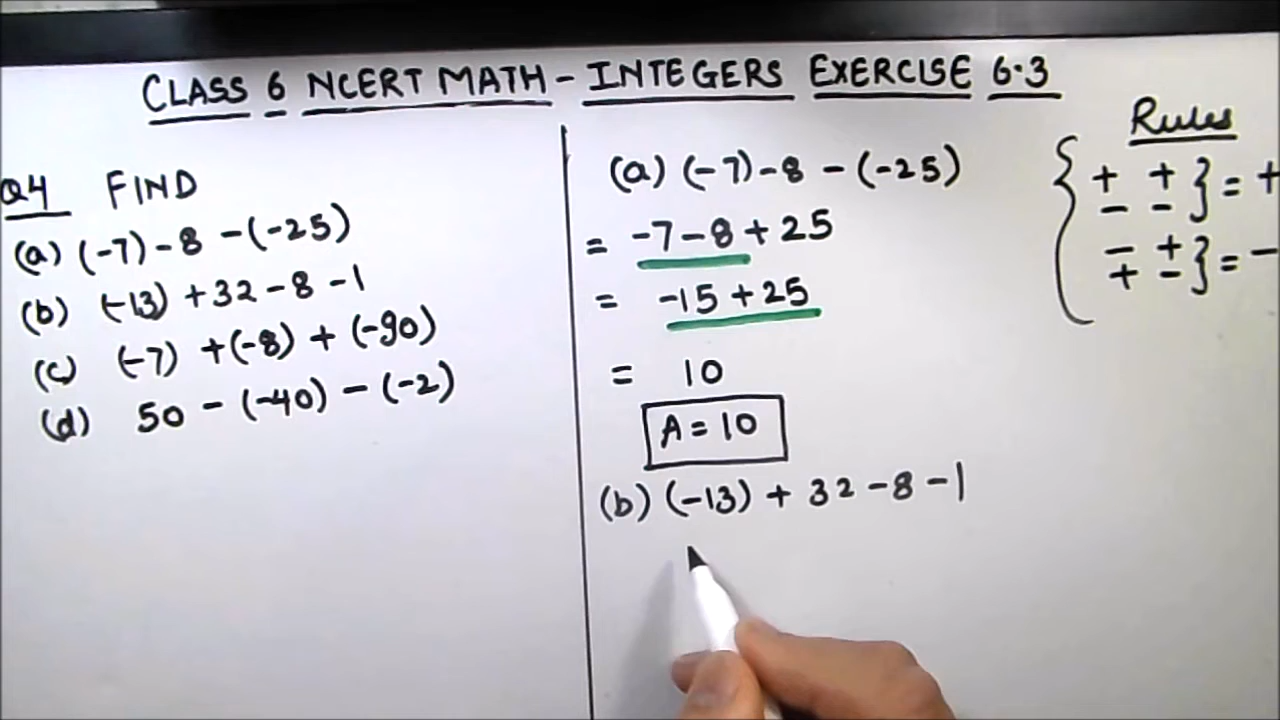 CLASS 6 NCERT MATH - INTEGERS EXERCISE 6.3
Q4 FIND
(a) (-7) - 8 - (-25)
(b) (-13) + 32 - 8 - 1
(c) (-7) + (-8) + (-90)
(d) 50 - (-40) - (-2)
(a) (-7) - 8 - (-25)
= -7 - 8 + 25
= -15 + 25
= 10
A = 10
(b) (-13) + 32 - 8 - 1
Rules
{ + + } = +
- -
- + } = -
+ -